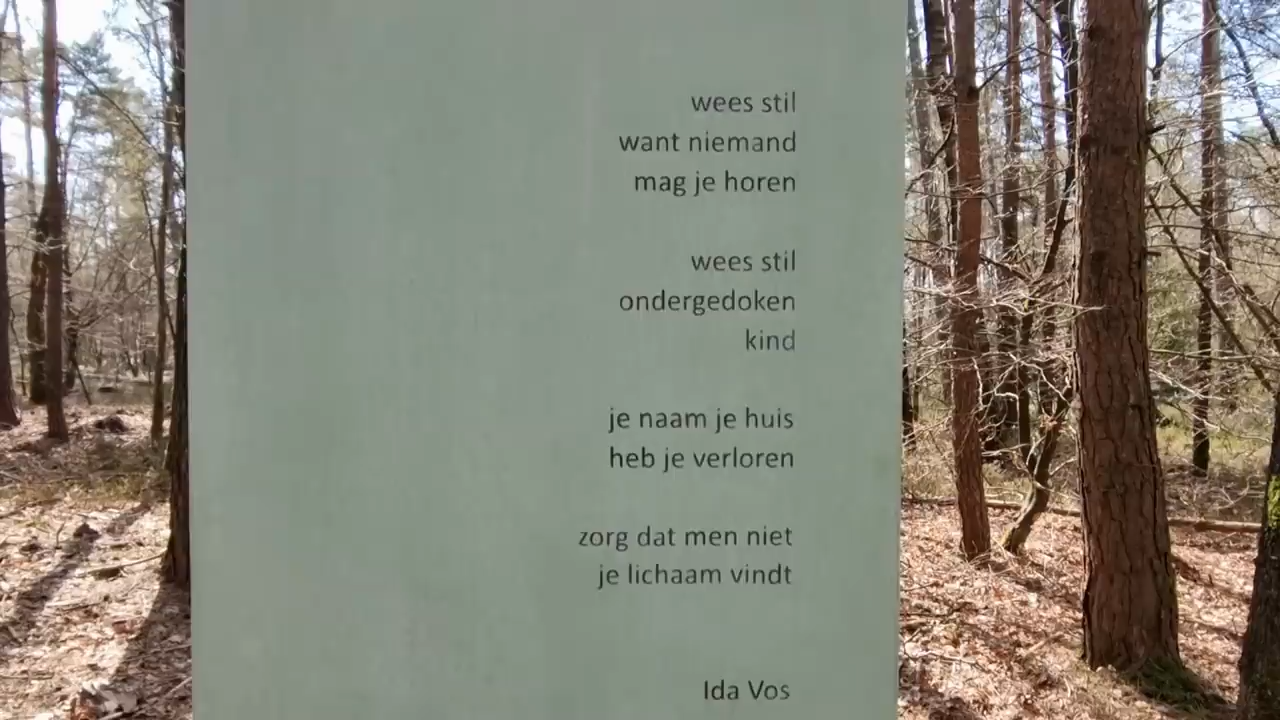 wees stil
want niemand
mag je horen
wees stil
ondergedoken
kind
je naam je huis
heb je verloren
zorg dat men niet
je lichaam vindt
Ida Vos